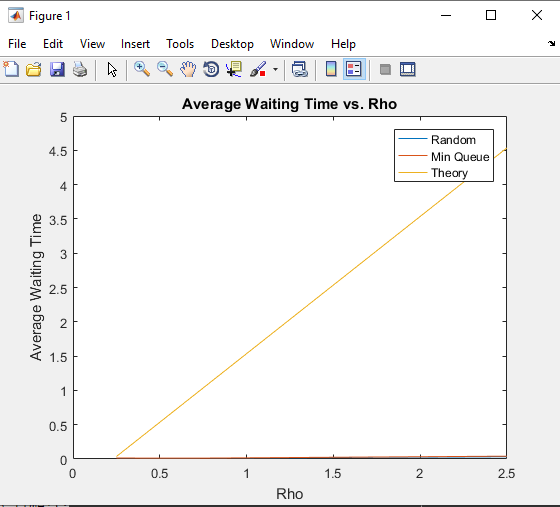 Figure 1
File Edit View Insert Tools Desktop Window Help
Average Waiting Time vs. Rho
Random
Min Queue
Theory
Average Waiting Time
5
4.5
4
3.5
3
2.5
2
1.5
1
0.5
0
0 0.5 1 1.5 2 2.5
Rho